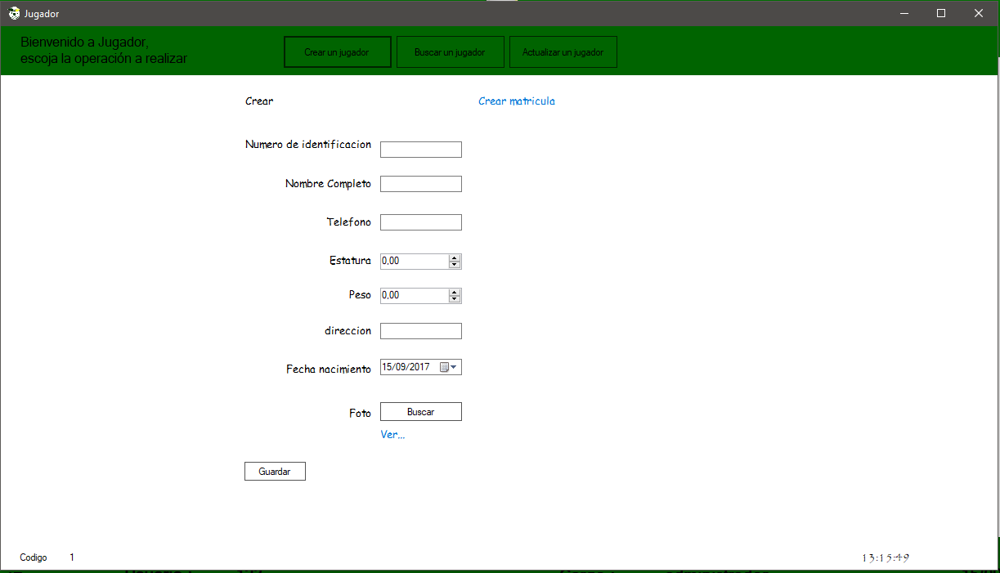 Jugador
Bienvenido a Jugador,
escoja la operación a realizar
Crear un jugador
Buscar un jugador
Actualizar un jugador
Crear
Crear matricula
Numero de identificacion
Nombre Completo
Telefono
Estatura 0,00
Peso 0,00
direccion
Fecha nacimiento 15/09/2017
Foto Buscar
Ver...
Guardar
Codigo 1
13:15:49